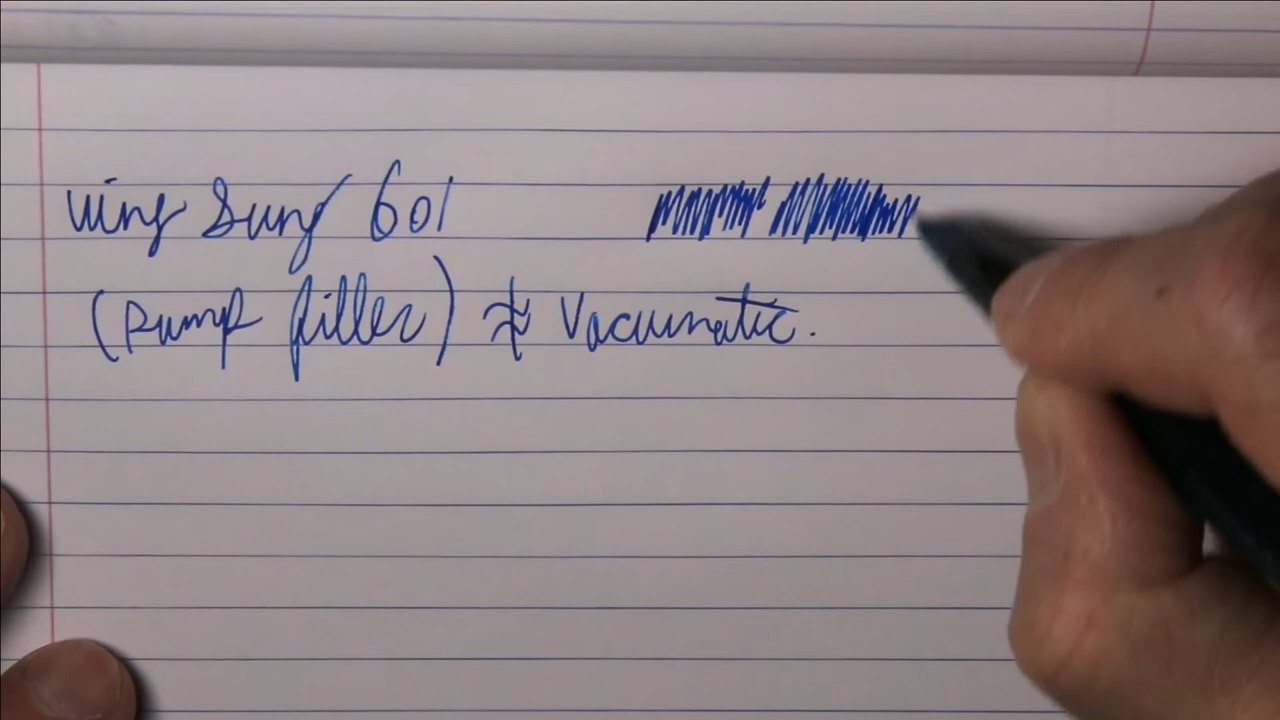 Wing Sung 601
(Pump filler) ≈ Vacumatic.